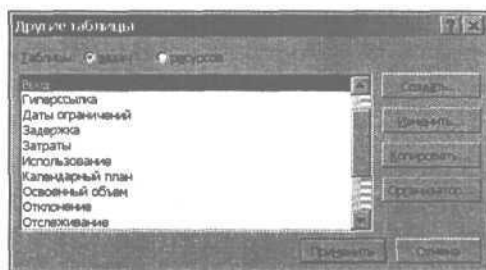 Другие таблицы
Таблицы: задач ресурсов
Вход
Гиперссылка
Даты ограничений
Задержка
Затраты
Использование
Календарный план
Освоенный объем
Отклонение
Отслеживание
Создать...
Изменить...
Копировать...
Организатор...
Применить
Отмена